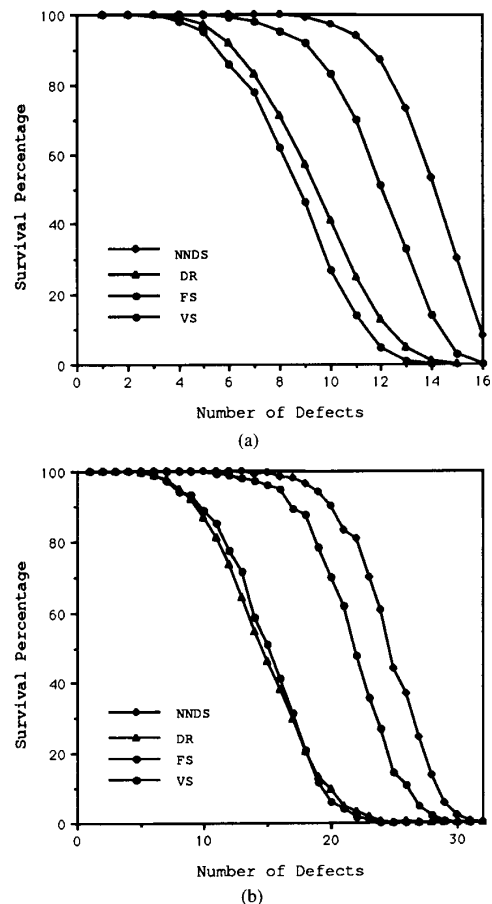 100
80
60
40
20
0
Survival Percentage
NNDS
DR
FS
VS
0 2 4 6 8 10 12 14 16
Number of Defects
(a)
100
80
60
40
20
0
Survival Percentage
NNDS
DR
FS
VS
0 10 20 30
Number of Defects
(b)